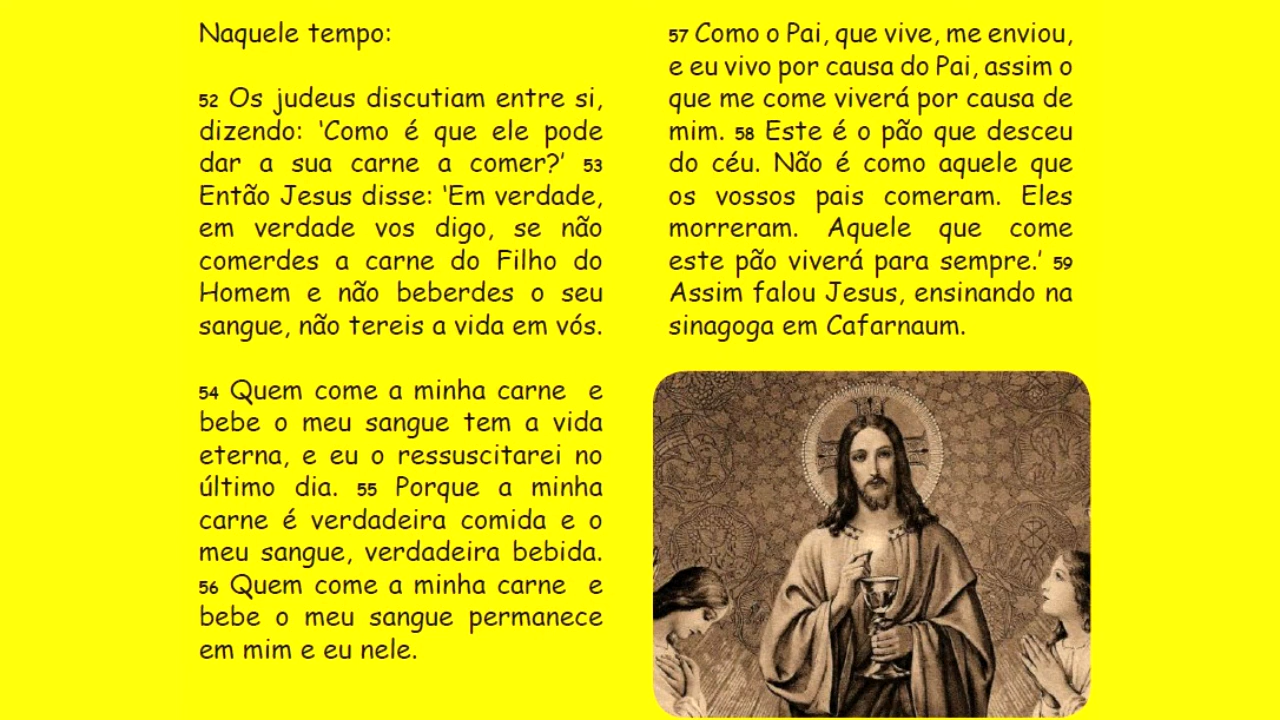 Naquele tempo:
52 Os judeus discutiam entre si,
dizendo: ‘Como é que ele pode
dar a sua carne a comer?’ 53
Então Jesus disse: ‘Em verdade,
em verdade vos digo, se não
comerdes a carne do Filho do
Homem e não beberdes o seu
sangue, não tereis a vida em vós.
54 Quem come a minha carne e
bebe o meu sangue tem a vida
eterna, e eu o ressuscitarei no
último dia. 55 Porque a minha
carne é verdadeira comida e o
meu sangue, verdadeira bebida.
56 Quem come a minha carne e
bebe o meu sangue permanece
em mim e eu nele.
57 Como o Pai, que vive, me enviou,
e eu vivo por causa do Pai, assim o
que me come viverá por causa de
mim. 58 Este é o pão que desceu
do céu. Não é como aquele que
os vossos pais comeram. Eles
morreram. Aquele que come
este pão viverá para sempre.’ 59
Assim falou Jesus, ensinando na
sinagoga em Cafarnaum.